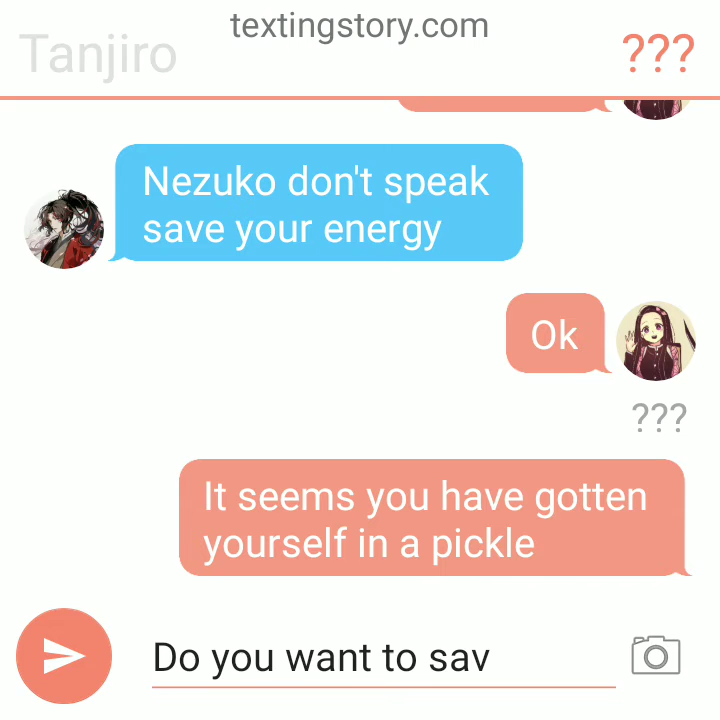 textingstory.com
Tanjiro
???
Nezuko don't speak
save your energy
Ok
???
It seems you have gotten
yourself in a pickle
Do you want to sav